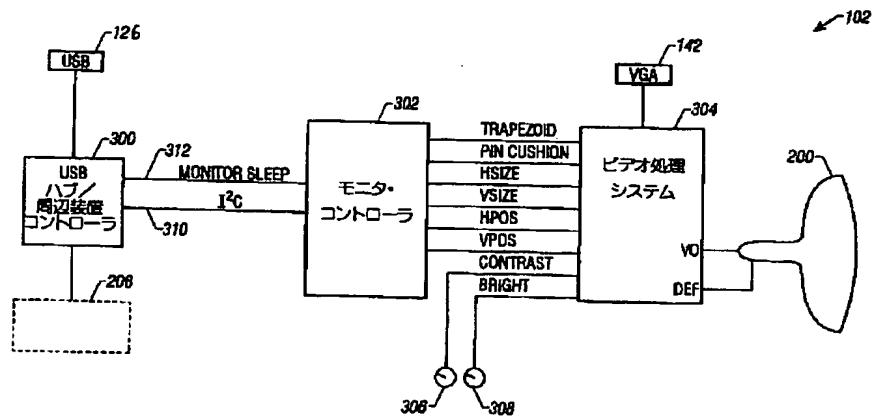 102
126
USB
142
VGA
300
USB
ハブ/
周辺装置
コントローラ
312
MONITOR SLEEP
I²C
310
206
302
モニタ・
コントローラ
TRAPEZOID
PIN CUSHION
HSIZE
VSIZE
HPOS
VPOS
CONTRAST
BRIGHT
304
ビデオ処理
システム
VO
DEF
200
306
308